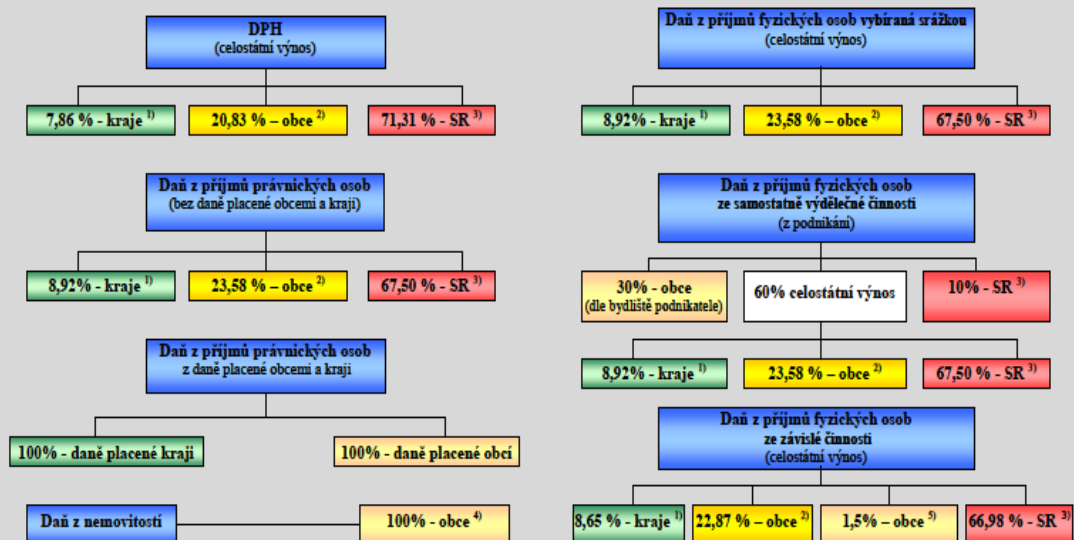 DPH
(celostátní výnos)
7,86 % - kraje ¹⁾
20,83 % – obce ²⁾
71,31 % - SR ³⁾
Daň z příjmů právnických osob
(bez daně placené obcemi a kraji)
8,92% - kraje ¹⁾
23,58 % – obce ²⁾
67,50 % - SR ³⁾
Daň z příjmů právnických osob
z daně placené obcemi a kraji
100% - daně placené kraji
100% - daně placené obcí
Daň z nemovitostí
100% - obce ⁴⁾
Daň z příjmů fyzických osob vybíraná srážkou
(celostátní výnos)
8,92% - kraje ¹⁾
23,58 % – obce ²⁾
67,50 % - SR ³⁾
Daň z příjmů fyzických osob
ze samostatně výdělečné činnosti
(z podnikání)
30% - obce
(dle bydliště podnikatele)
60% celostátní výnos
10% - SR ³⁾
8,92% - kraje ¹⁾
23,58 % – obce ²⁾
67,50 % - SR ³⁾
Daň z příjmů fyzických osob
ze závislé činnosti
(celostátní výnos)
8,65 % - kraje ¹⁾
22,87 % – obce ²⁾
1,5% – obce ⁵⁾
66,98 % - SR ³⁾